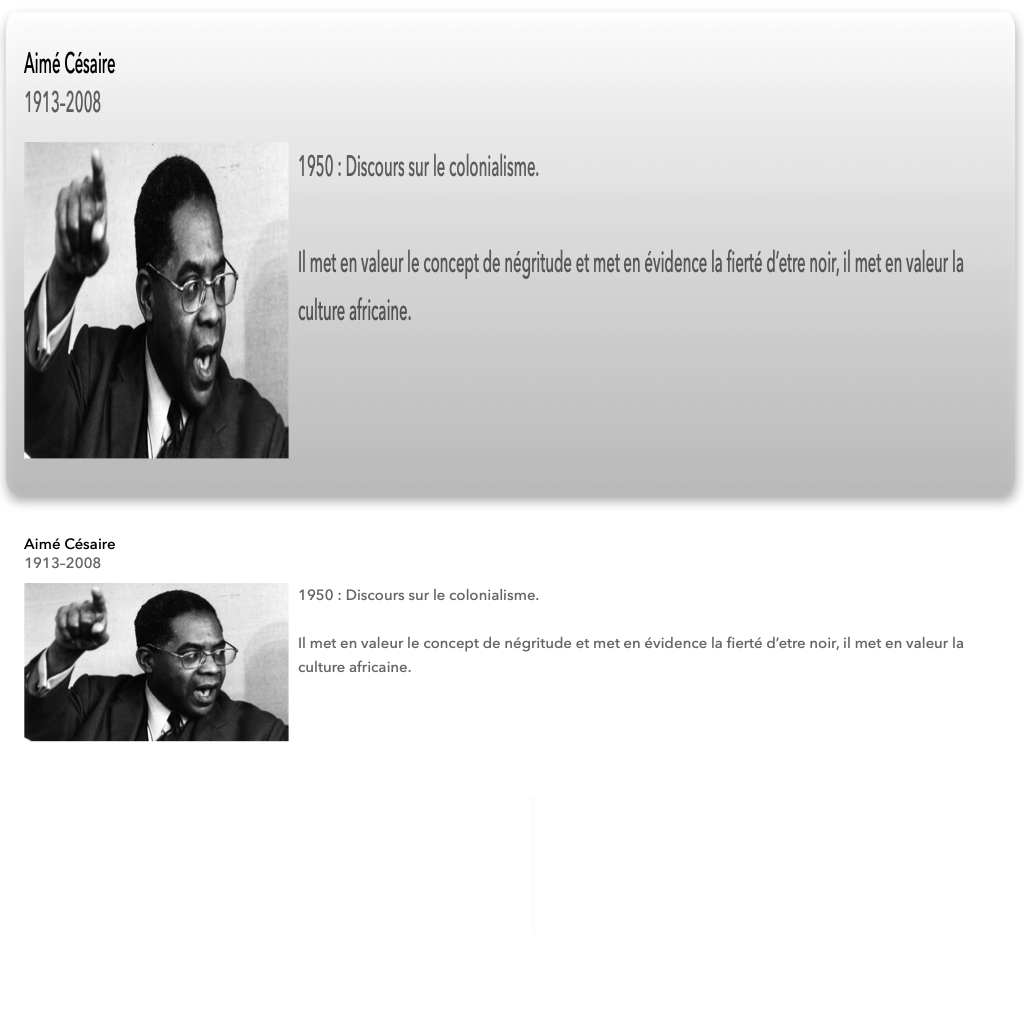 Aimé Césaire
1913-2008
1950 : Discours sur le colonialisme.
Il met en valeur le concept de négritude et met en évidence la fierté d’etre noir, il met en valeur la
culture africaine.
Aimé Césaire
1913-2008
1950 : Discours sur le colonialisme.
Il met en valeur le concept de négritude et met en évidence la fierté d’etre noir, il met en valeur la
culture africaine.